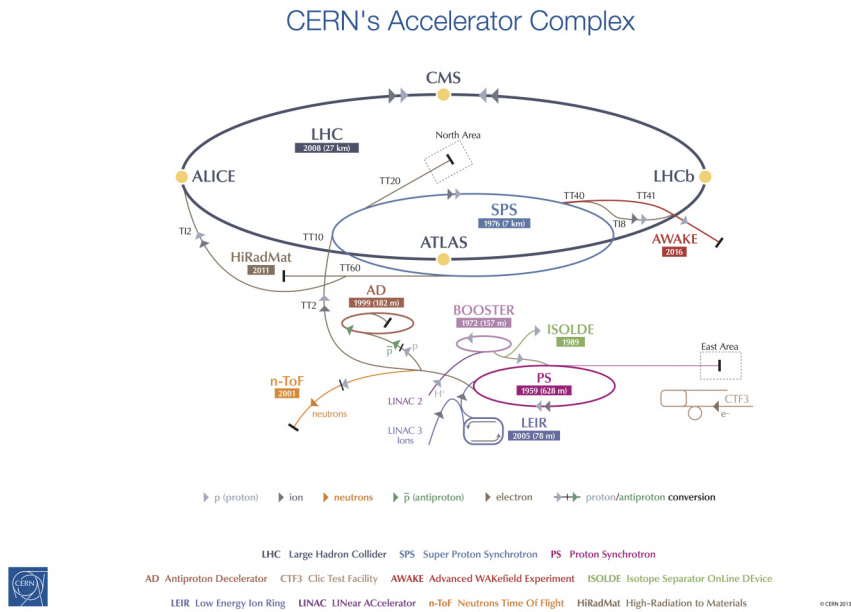 CERN's Accelerator Complex
CMS
LHC
2008 (27 km)
North Area
ALICE
LHCb
TT20
TT40
TT41
SPS
1976 (7 km)
TI8
TI2
TT10
ATLAS
AWAKE
2016
HiRadMat
2011
TT60
AD
1999 (182 m)
TT2
BOOSTER
1972 (157 m)
ISOLDE
1989
p̅
p
East Area
n-ToF
2001
PS
1959 (628 m)
H⁺
LINAC 2
neutrons
CTF3
e⁻
LEIR
2005 (78 m)
LINAC 3
Ions
p (proton) ion neutrons p̅ (antiproton) electron proton/antiproton conversion
LHC Large Hadron Collider SPS Super Proton Synchrotron PS Proton Synchrotron
AD Antiproton Decelerator CTF3 Clic Test Facility AWAKE Advanced WAKefield Experiment ISOLDE Isotope Separator OnLine DEvice
LEIR Low Energy Ion Ring LINAC LINear ACcelerator n-ToF Neutrons Time Of Flight HiRadMat High-Radiation to Materials
CERN
© CERN 2013